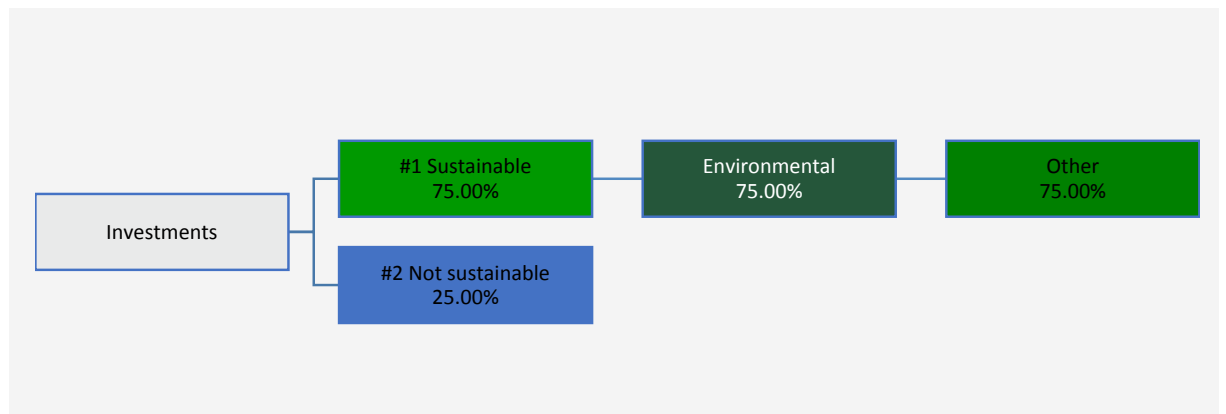 Investments
#1 Sustainable
75.00%
Environmental
75.00%
Other
75.00%
#2 Not sustainable
25.00%